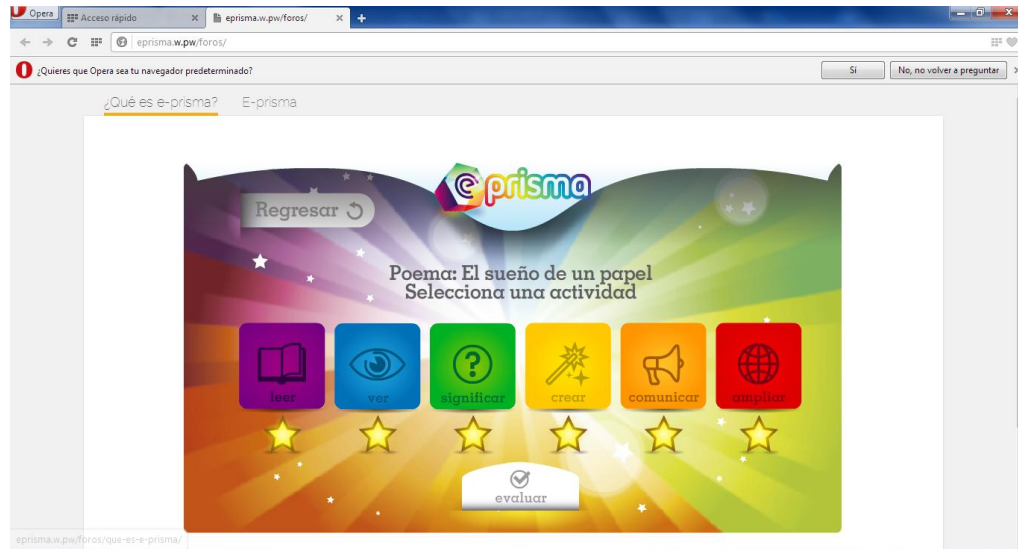 Opera
Acceso rápido
eprisma.w.pw/foros/
eprisma.w.pw/foros/
¿Quieres que Opera sea tu navegador predeterminado?
Sí
No, no volver a preguntar
¿Qué es e-prisma?
E-prisma
e prisma
Regresar
Poema: El sueño de un papel
Selecciona una actividad
leer
ver
significar
crear
comunicar
ampliar
evaluar
eprisma.w.pw/foros/que-es-e-prisma/